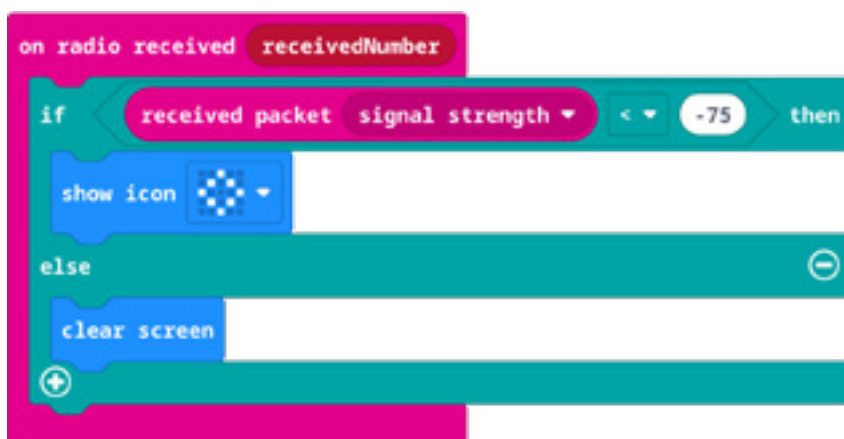 on radio received receivedNumber
if received packet signal strength < -75 then
show icon
else
clear screen